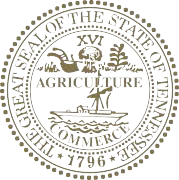 THE GREAT SEAL OF THE STATE OF TENNESSEE
XVI
AGRICULTURE
COMMERCE
1796